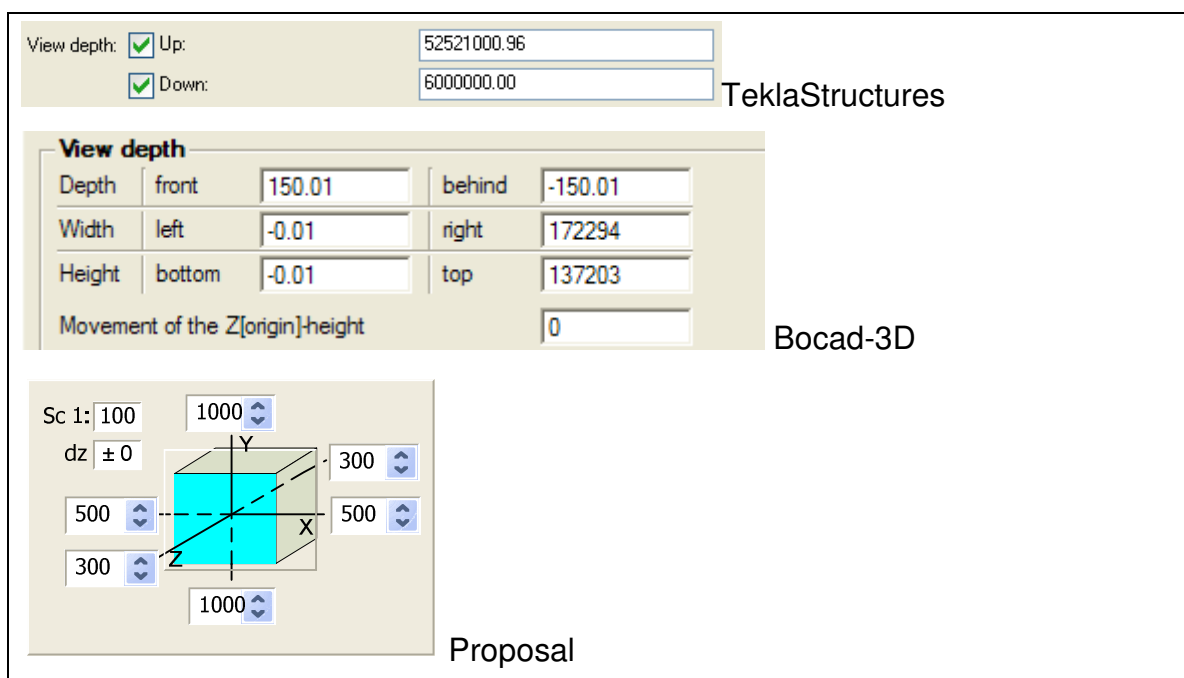 View depth: Up: 52521000.96
Down: 6000000.00
TeklaStructures
View depth
Depth front 150.01 behind -150.01
Width left -0.01 right 172294
Height bottom -0.01 top 137203
Movement of the Z[origin]-height 0
Bocad-3D
Sc 1: 100 1000
dz ± 0 Y
300
500 X 500
300 Z
1000
Proposal